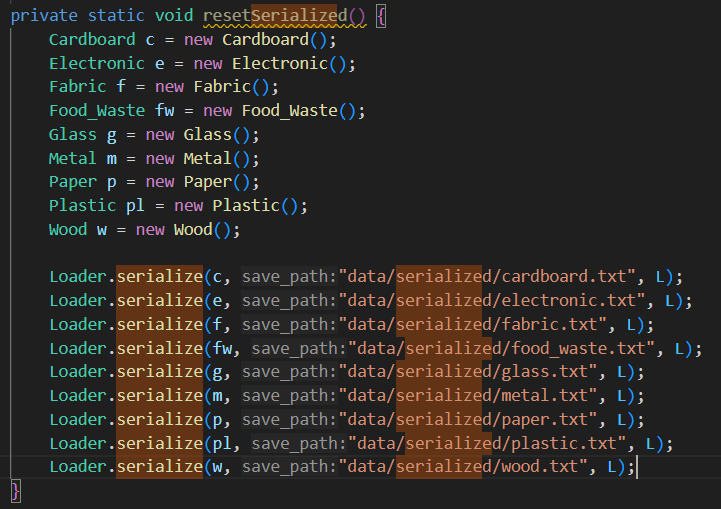 private static void resetSerialized() {
    Cardboard c = new Cardboard();
    Electronic e = new Electronic();
    Fabric f = new Fabric();
    Food_Waste fw = new Food_Waste();
    Glass g = new Glass();
    Metal m = new Metal();
    Paper p = new Paper();
    Plastic pl = new Plastic();
    Wood w = new Wood();

    Loader.serialize(c, save_path:"data/serialized/cardboard.txt", L);
    Loader.serialize(e, save_path:"data/serialized/electronic.txt", L);
    Loader.serialize(f, save_path:"data/serialized/fabric.txt", L);
    Loader.serialize(fw, save_path:"data/serialized/food_waste.txt", L);
    Loader.serialize(g, save_path:"data/serialized/glass.txt", L);
    Loader.serialize(m, save_path:"data/serialized/metal.txt", L);
    Loader.serialize(p, save_path:"data/serialized/paper.txt", L);
    Loader.serialize(pl, save_path:"data/serialized/plastic.txt", L);
    Loader.serialize(w, save_path:"data/serialized/wood.txt", L);
}